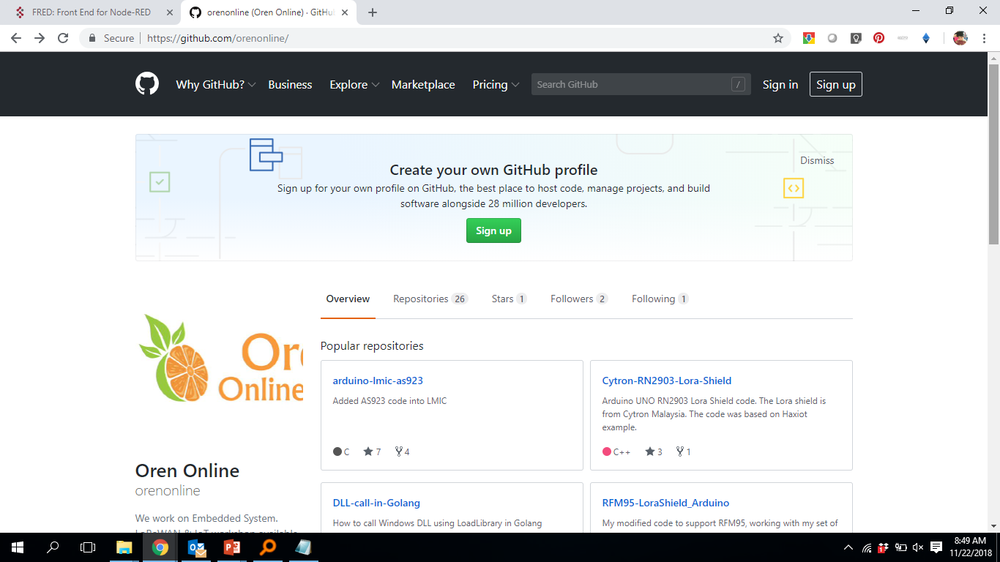 FRED: Front End for Node-RED
orenonline (Oren Online) · GitHub
Secure
https://github.com/orenonline/
Why GitHub?
Business
Explore
Marketplace
Pricing
Search GitHub
/
Sign in
Sign up
Dismiss
Create your own GitHub profile
Sign up for your own profile on GitHub, the best place to host code, manage projects, and build
software alongside 28 million developers.
Sign up
Overview
Repositories 26
Stars 1
Followers 2
Following 1
Or
Online
Oren Online
orenonline
We work on Embedded System.
LoRaWAN & IoT workshop available
Popular repositories
arduino-lmic-as923
Added AS923 code into LMIC
C 7 4
Cytron-RN2903-Lora-Shield
Arduino UNO RN2903 Lora Shield code. The Lora shield is
from Cytron Malaysia. The code was based on Haxiot
example.
C++ 3 1
DLL-call-in-Golang
How to call Windows DLL using LoadLibrary in Golang
RFM95-LoraShield_Arduino
My modified code to support RFM95, working with my set of
8:49 AM
11/22/2018